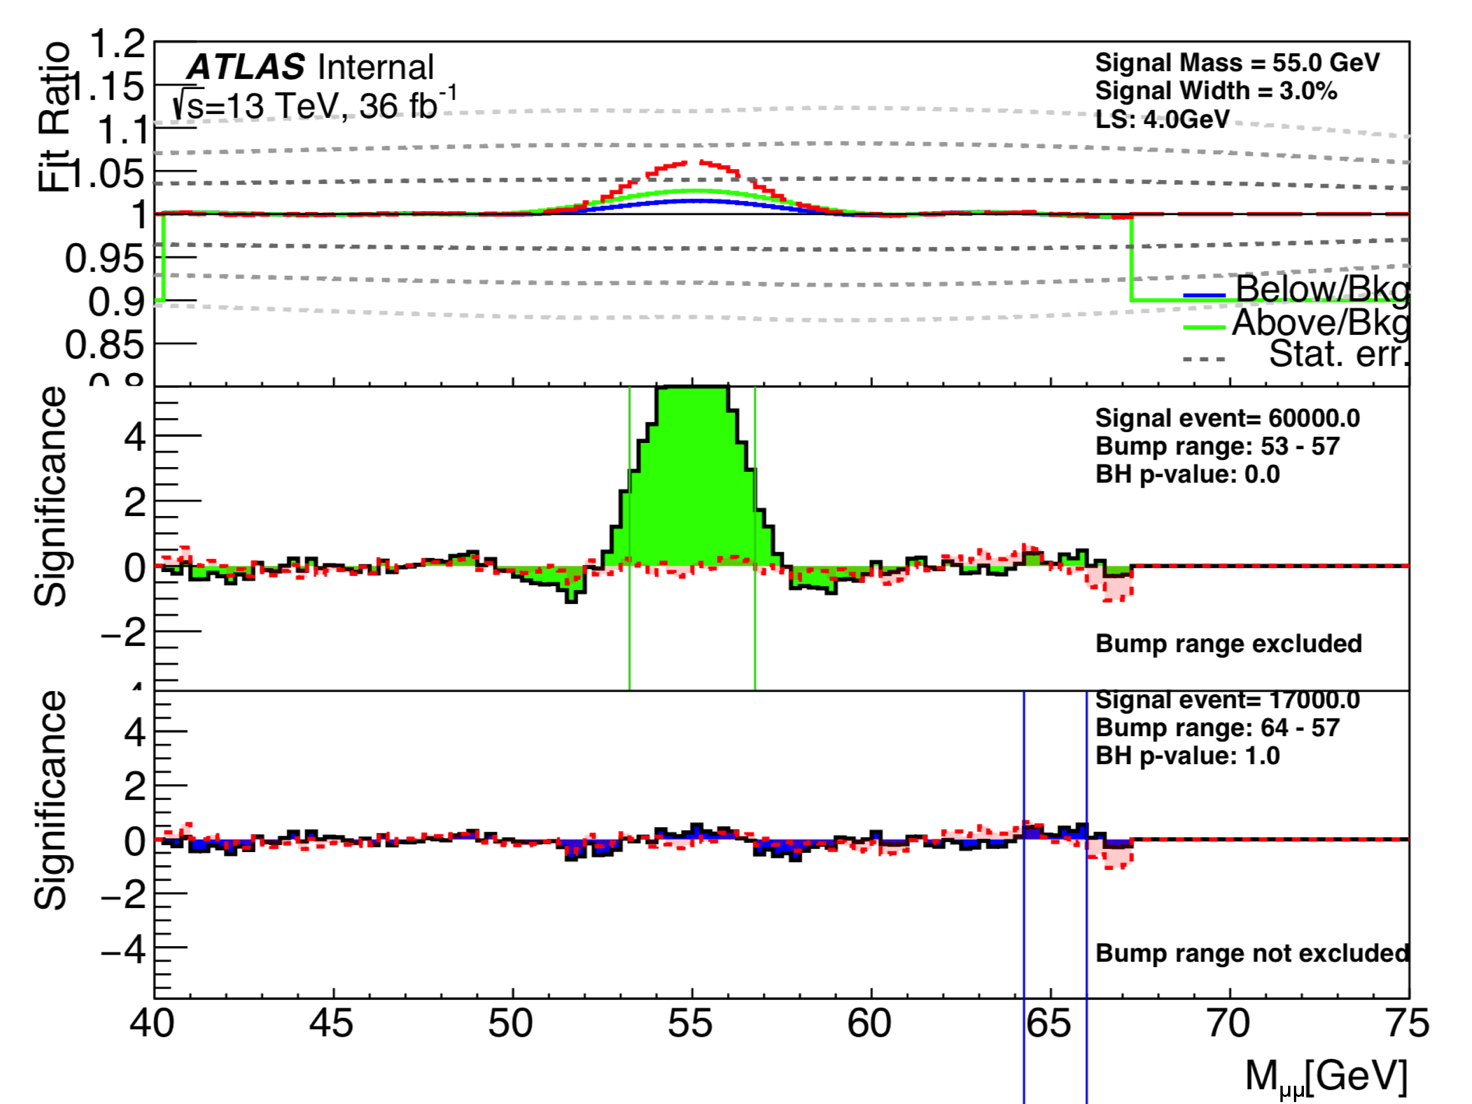 Fit Ratio
1.2
1.15
1.1
1.05
1
0.95
0.9
0.85
0.8
ATLAS Internal
√s=13 TeV, 36 fb⁻¹
Signal Mass = 55.0 GeV
Signal Width = 3.0%
LS: 4.0GeV
Below/Bkg
Above/Bkg
Stat. err.
Significance
4
2
0
−2
Signal event= 60000.0
Bump range: 53 - 57
BH p-value: 0.0
Bump range excluded
Significance
4
2
0
−2
−4
Signal event= 17000.0
Bump range: 64 - 57
BH p-value: 1.0
Bump range not excluded
40 45 50 55 60 65 70 75
Mμμ[GeV]